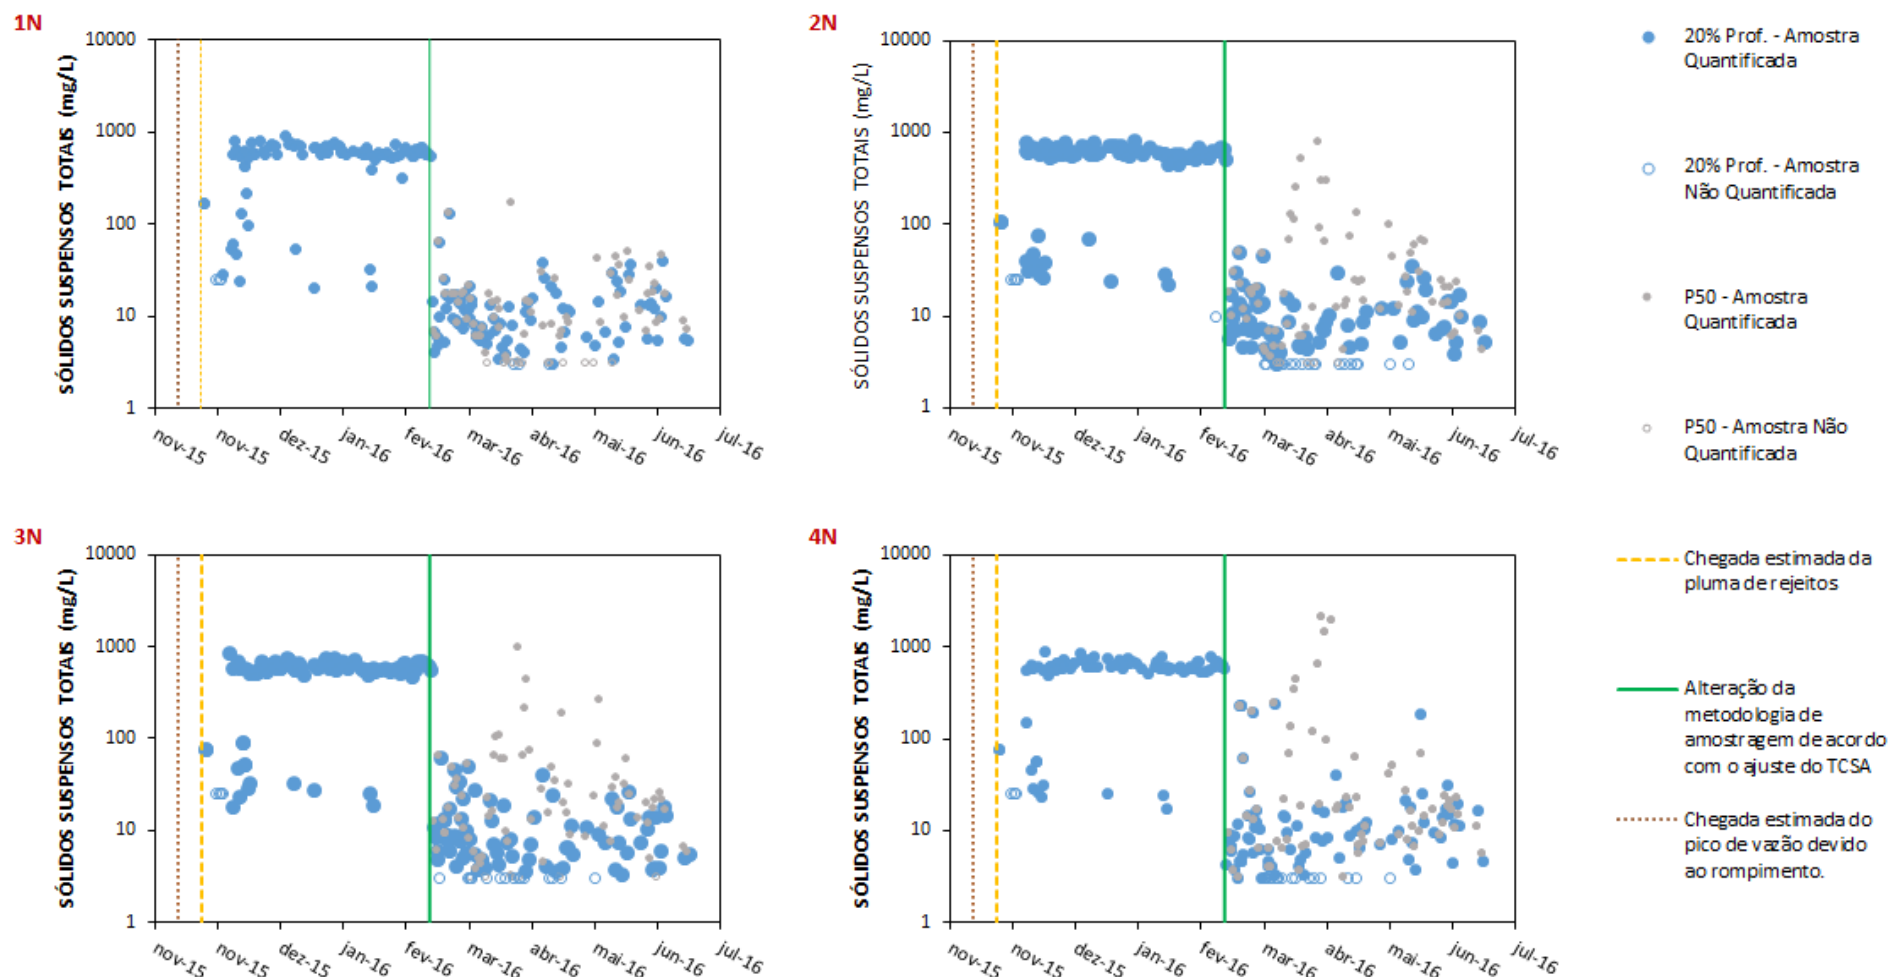 1N
SÓLIDOS SUSPENSOS TOTAIS (mg/L)
10000
1000
100
10
1
nov-15
nov-15
dez-15
jan-16
fev-16
mar-16
abr-16
mai-16
jun-16
jul-16
2N
SÓLIDOS SUSPENSOS TOTAIS (mg/L)
10000
1000
100
10
1
nov-15
nov-15
dez-15
jan-16
fev-16
mar-16
abr-16
mai-16
jun-16
jul-16
3N
SÓLIDOS SUSPENSOS TOTAIS (mg/L)
10000
1000
100
10
1
nov-15
nov-15
dez-15
jan-16
fev-16
mar-16
abr-16
mai-16
jun-16
jul-16
4N
SÓLIDOS SUSPENSOS TOTAIS (mg/L)
10000
1000
100
10
1
nov-15
nov-15
dez-15
jan-16
fev-16
mar-16
abr-16
mai-16
jun-16
jul-16
20% Prof. - Amostra
Quantificada
20% Prof. - Amostra
Não Quantificada
P50 - Amostra
Quantificada
P50 - Amostra Não
Quantificada
Chegada estimada da
pluma de rejeitos
Alteração da
metodologia de
amostragem de acordo
com o ajuste do TCSA
Chegada estimada do
pico de vazão devido
ao rompimento.